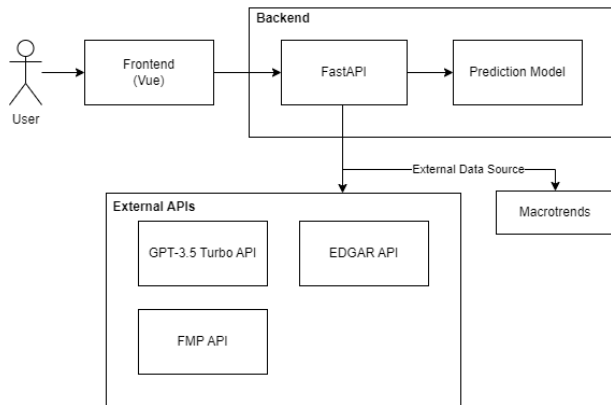 Backend
Frontend
(Vue)
FastAPI
Prediction Model
User
External Data Source
External APIs
Macrotrends
GPT-3.5 Turbo API
EDGAR API
FMP API